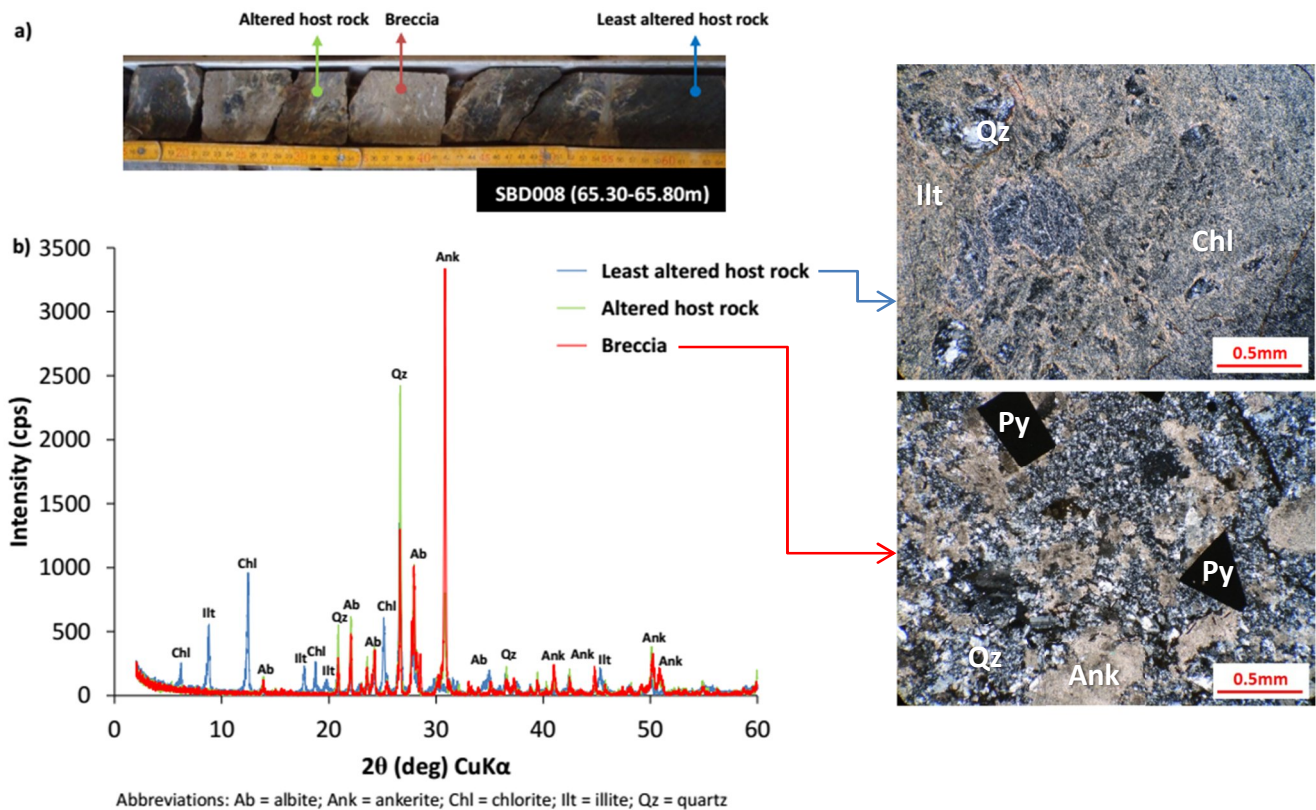 a)
Altered host rock
Breccia
Least altered host rock
SBD008 (65.30-65.80m)
b)
3500
3000
2500
2000
1500
1000
500
0
Intensity (cps)
Chl
Ilt
Chl
Ab
Ilt
Chl
Ilt
Qz
Ab
Ab
Chl
Qz
Ab
Ank
Ab
Qz
Ank
Ank
Ilt
Ank
Ank
0
10
20
30
40
50
60
2θ (deg) CuKα
Least altered host rock
Altered host rock
Breccia
Qz
Ilt
Chl
0.5mm
Py
Py
Qz
Ank
0.5mm
Abbreviations: Ab = albite; Ank = ankerite; Chl = chlorite; Ilt = illite; Qz = quartz